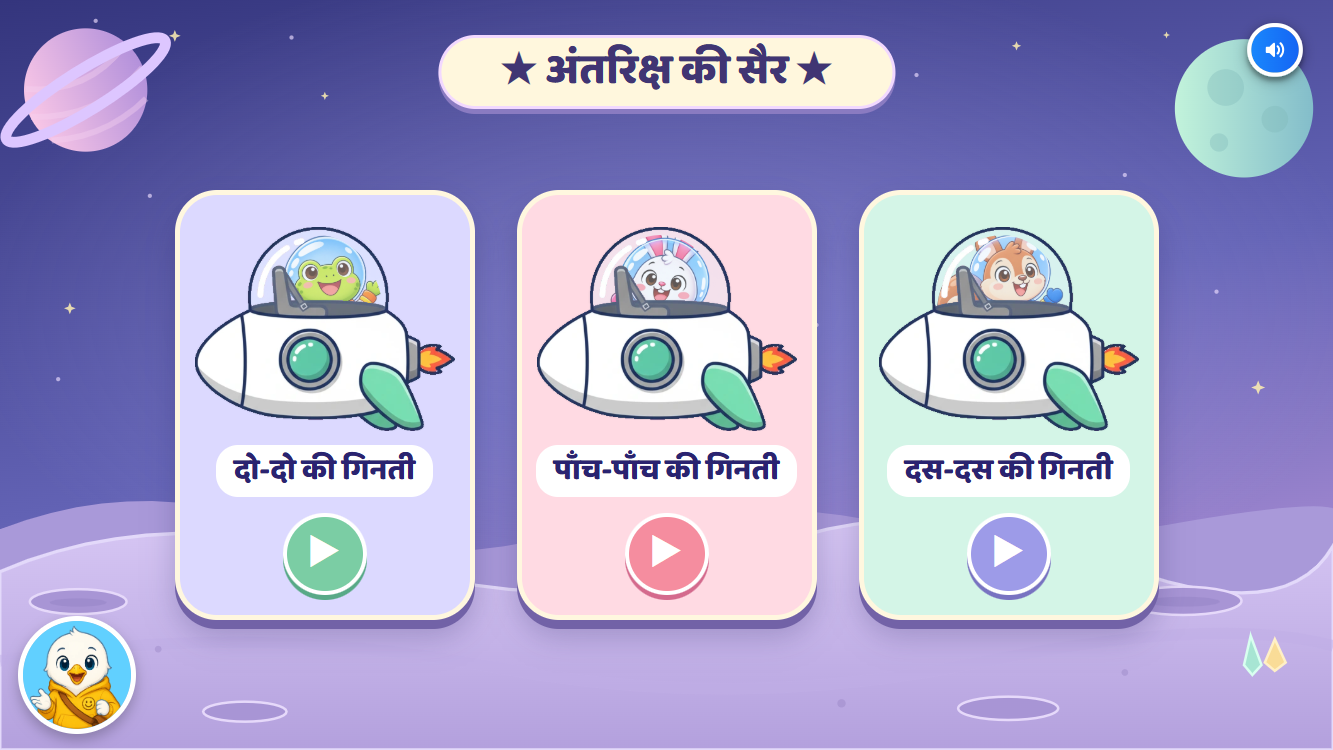 ★ अंतरिक्ष की सैर ★
दो-दो की गिनती
पाँच-पाँच की गिनती
दस-दस की गिनती